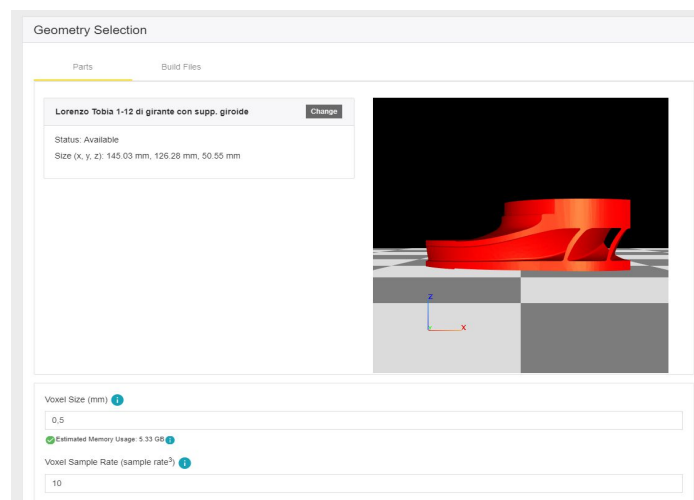 Geometry Selection
Parts
Build Files
Lorenzo Tobia 1-12 di girante con supp. giroide
Change
Status: Available
Size (x, y, z): 145.03 mm, 126.28 mm, 50.55 mm
Z
X
Voxel Size (mm) i
0,5
Estimated Memory Usage: 5.33 GB i
Voxel Sample Rate (sample rate³) i
10